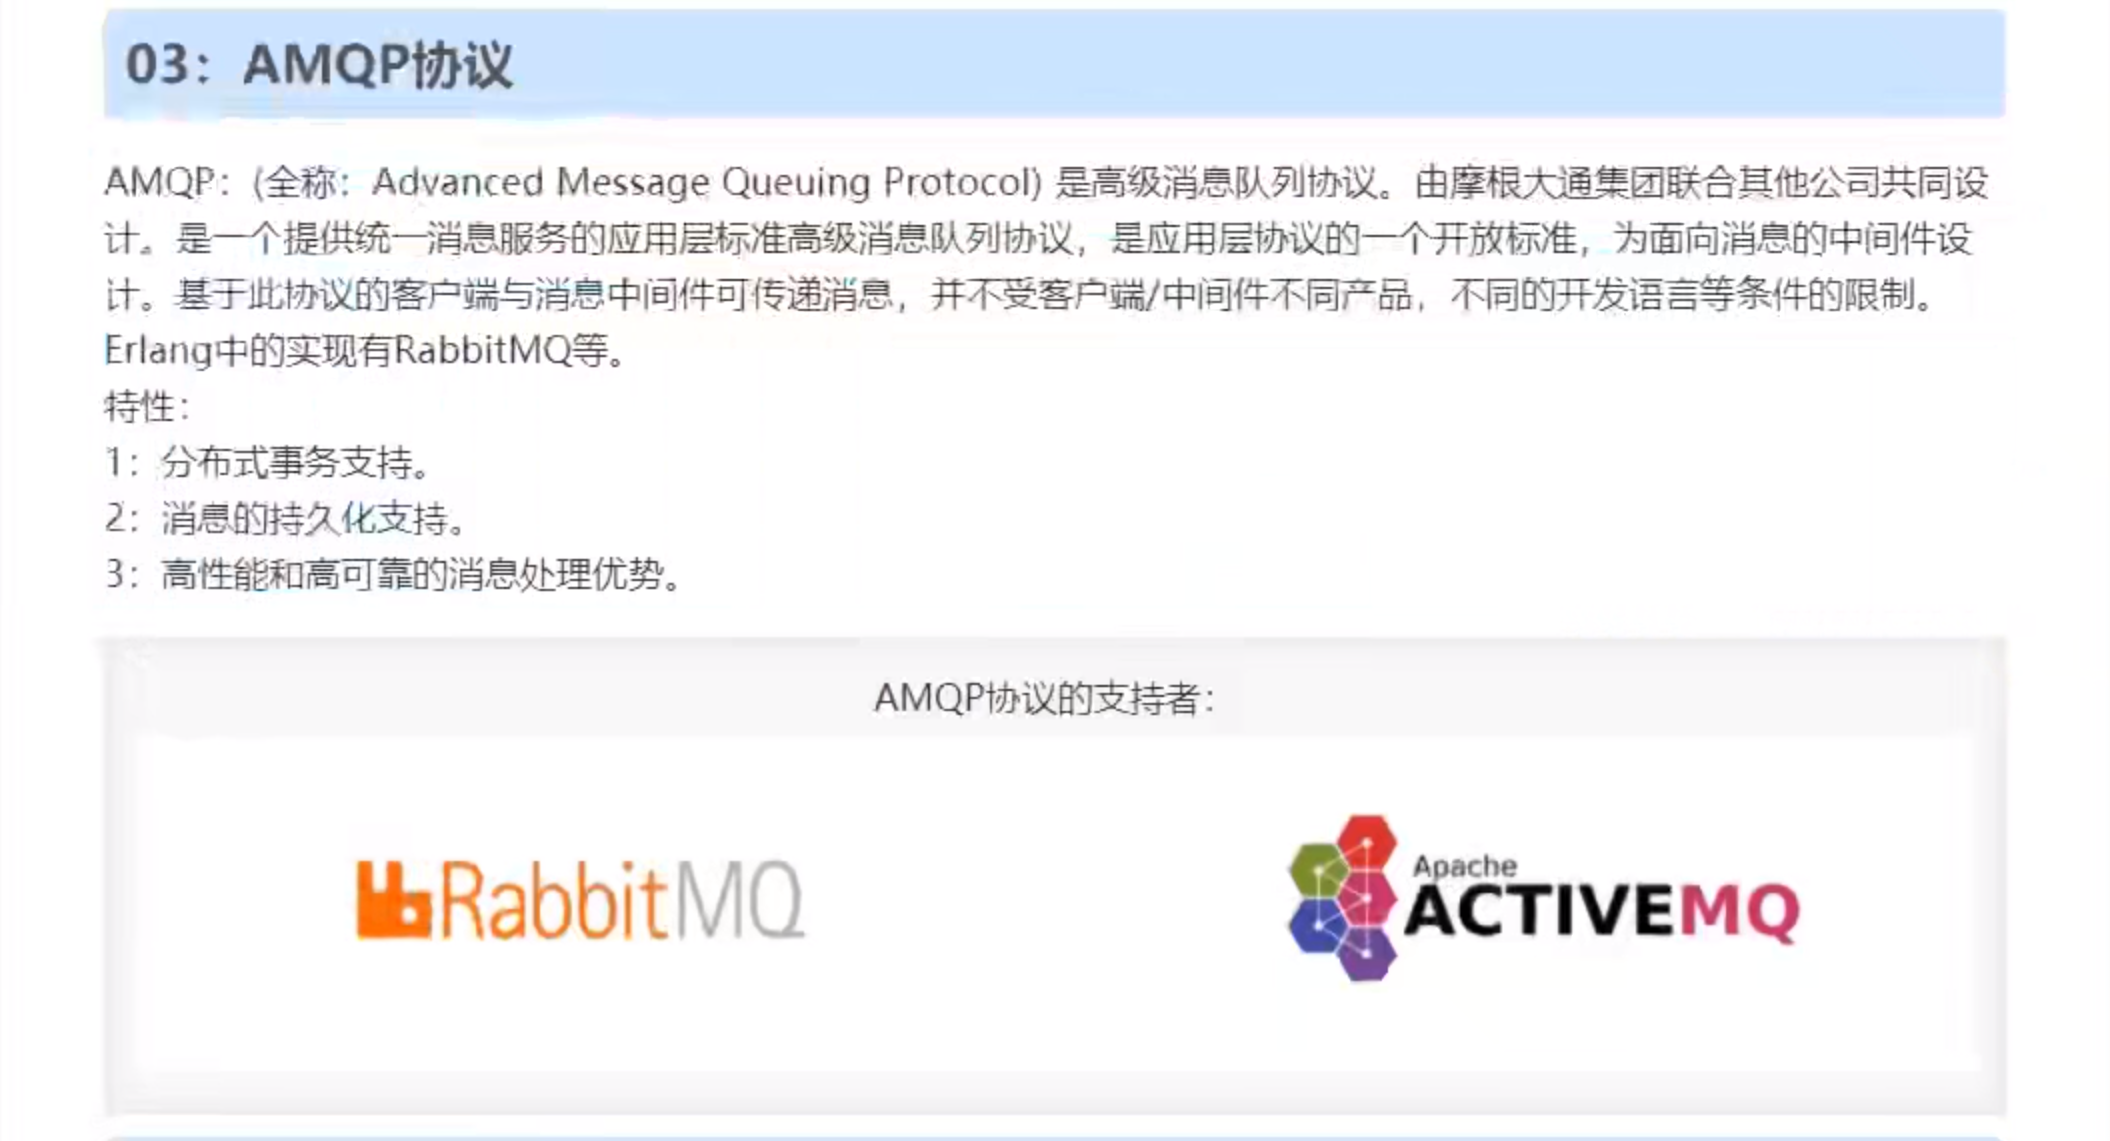 03：AMQP协议
AMQP：(全称：Advanced Message Queuing Protocol) 是高级消息队列协议。由摩根大通集团联合其他公司共同设
计。是一个提供统一消息服务的应用层标准高级消息队列协议，是应用层协议的一个开放标准，为面向消息的中间件设
计。基于此协议的客户端与消息中间件可传递消息，并不受客户端/中间件不同产品，不同的开发语言等条件的限制。
Erlang中的实现有RabbitMQ等。
特性：
1：分布式事务支持。
2：消息的持久化支持。
3：高性能和高可靠的消息处理优势。
AMQP协议的支持者：
RabbitMQ
Apache
ACTIVEMQ